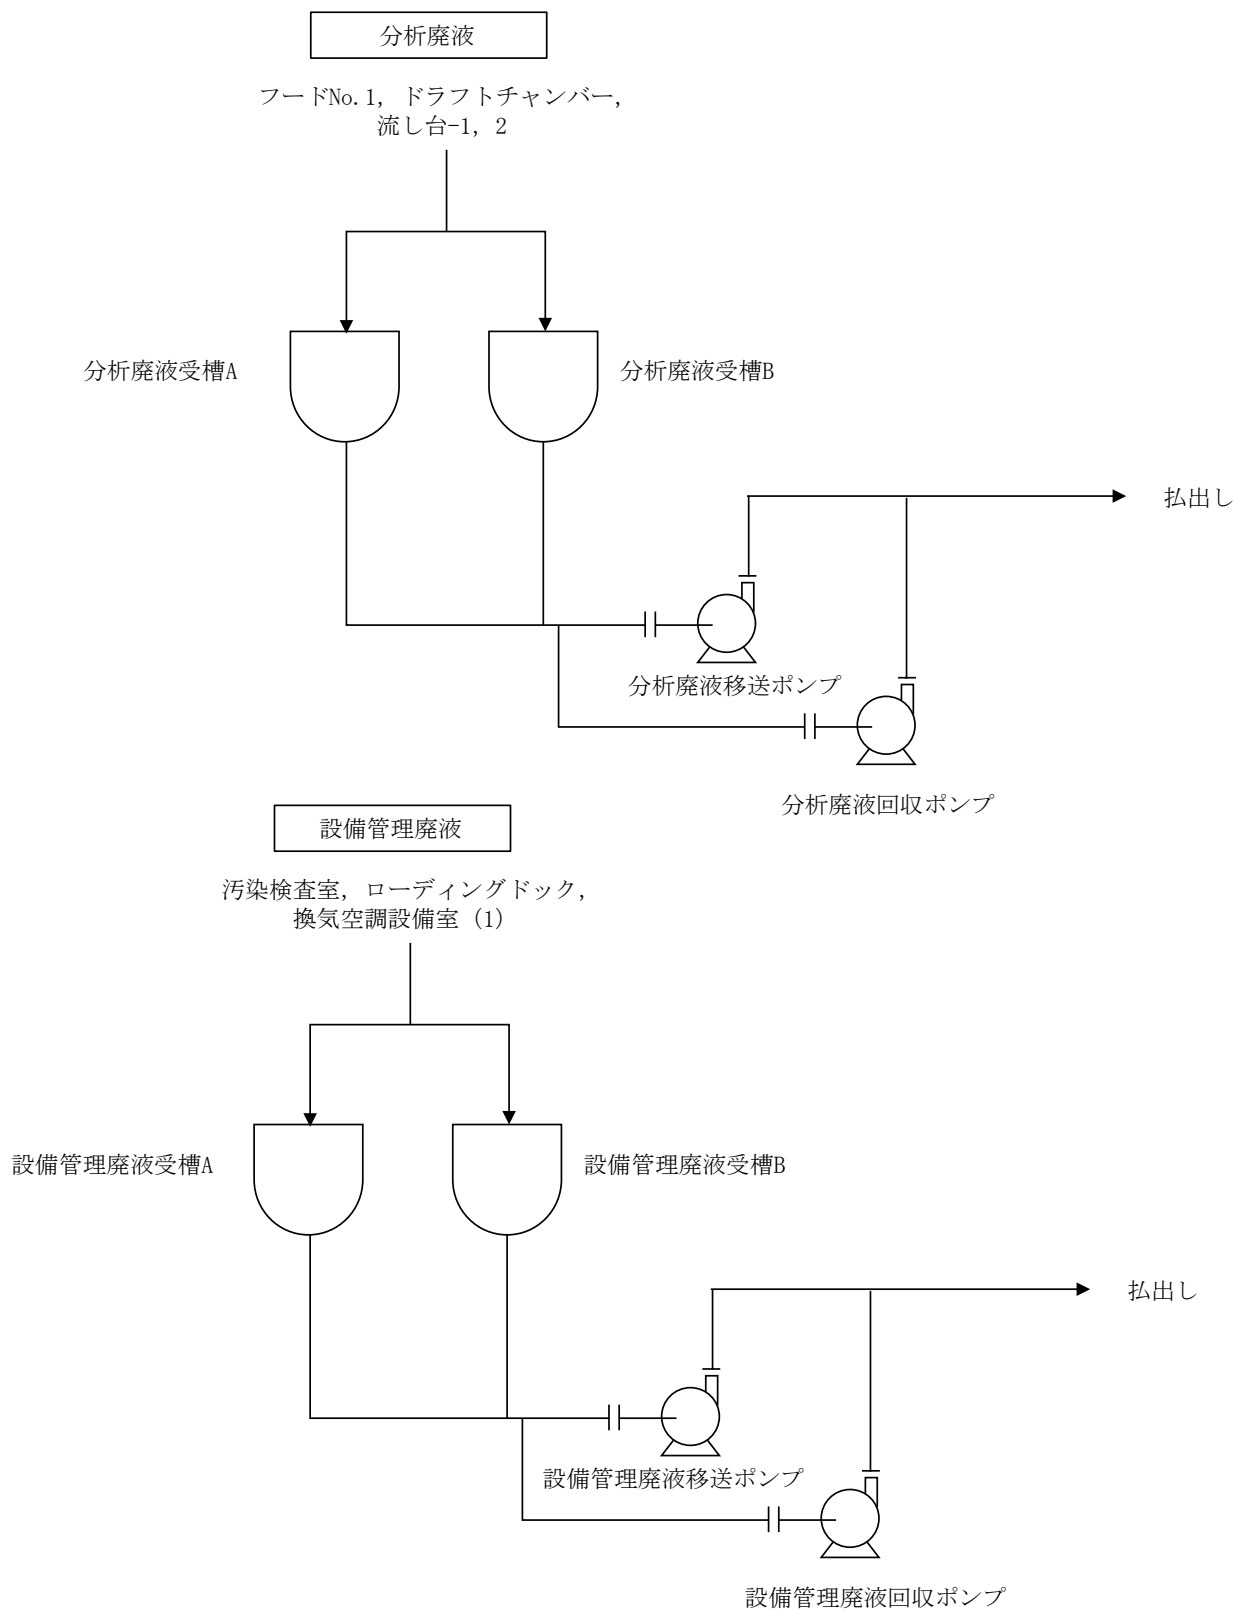 分析廃液
フードNo.1, ドラフトチャンバー,
流し台-1, 2
分析廃液受槽A
分析廃液受槽B
払出し
分析廃液移送ポンプ
分析廃液回収ポンプ
設備管理廃液
汚染検査室, ローディングドック,
換気空調設備室 (1)
設備管理廃液受槽A
設備管理廃液受槽B
払出し
設備管理廃液移送ポンプ
設備管理廃液回収ポンプ